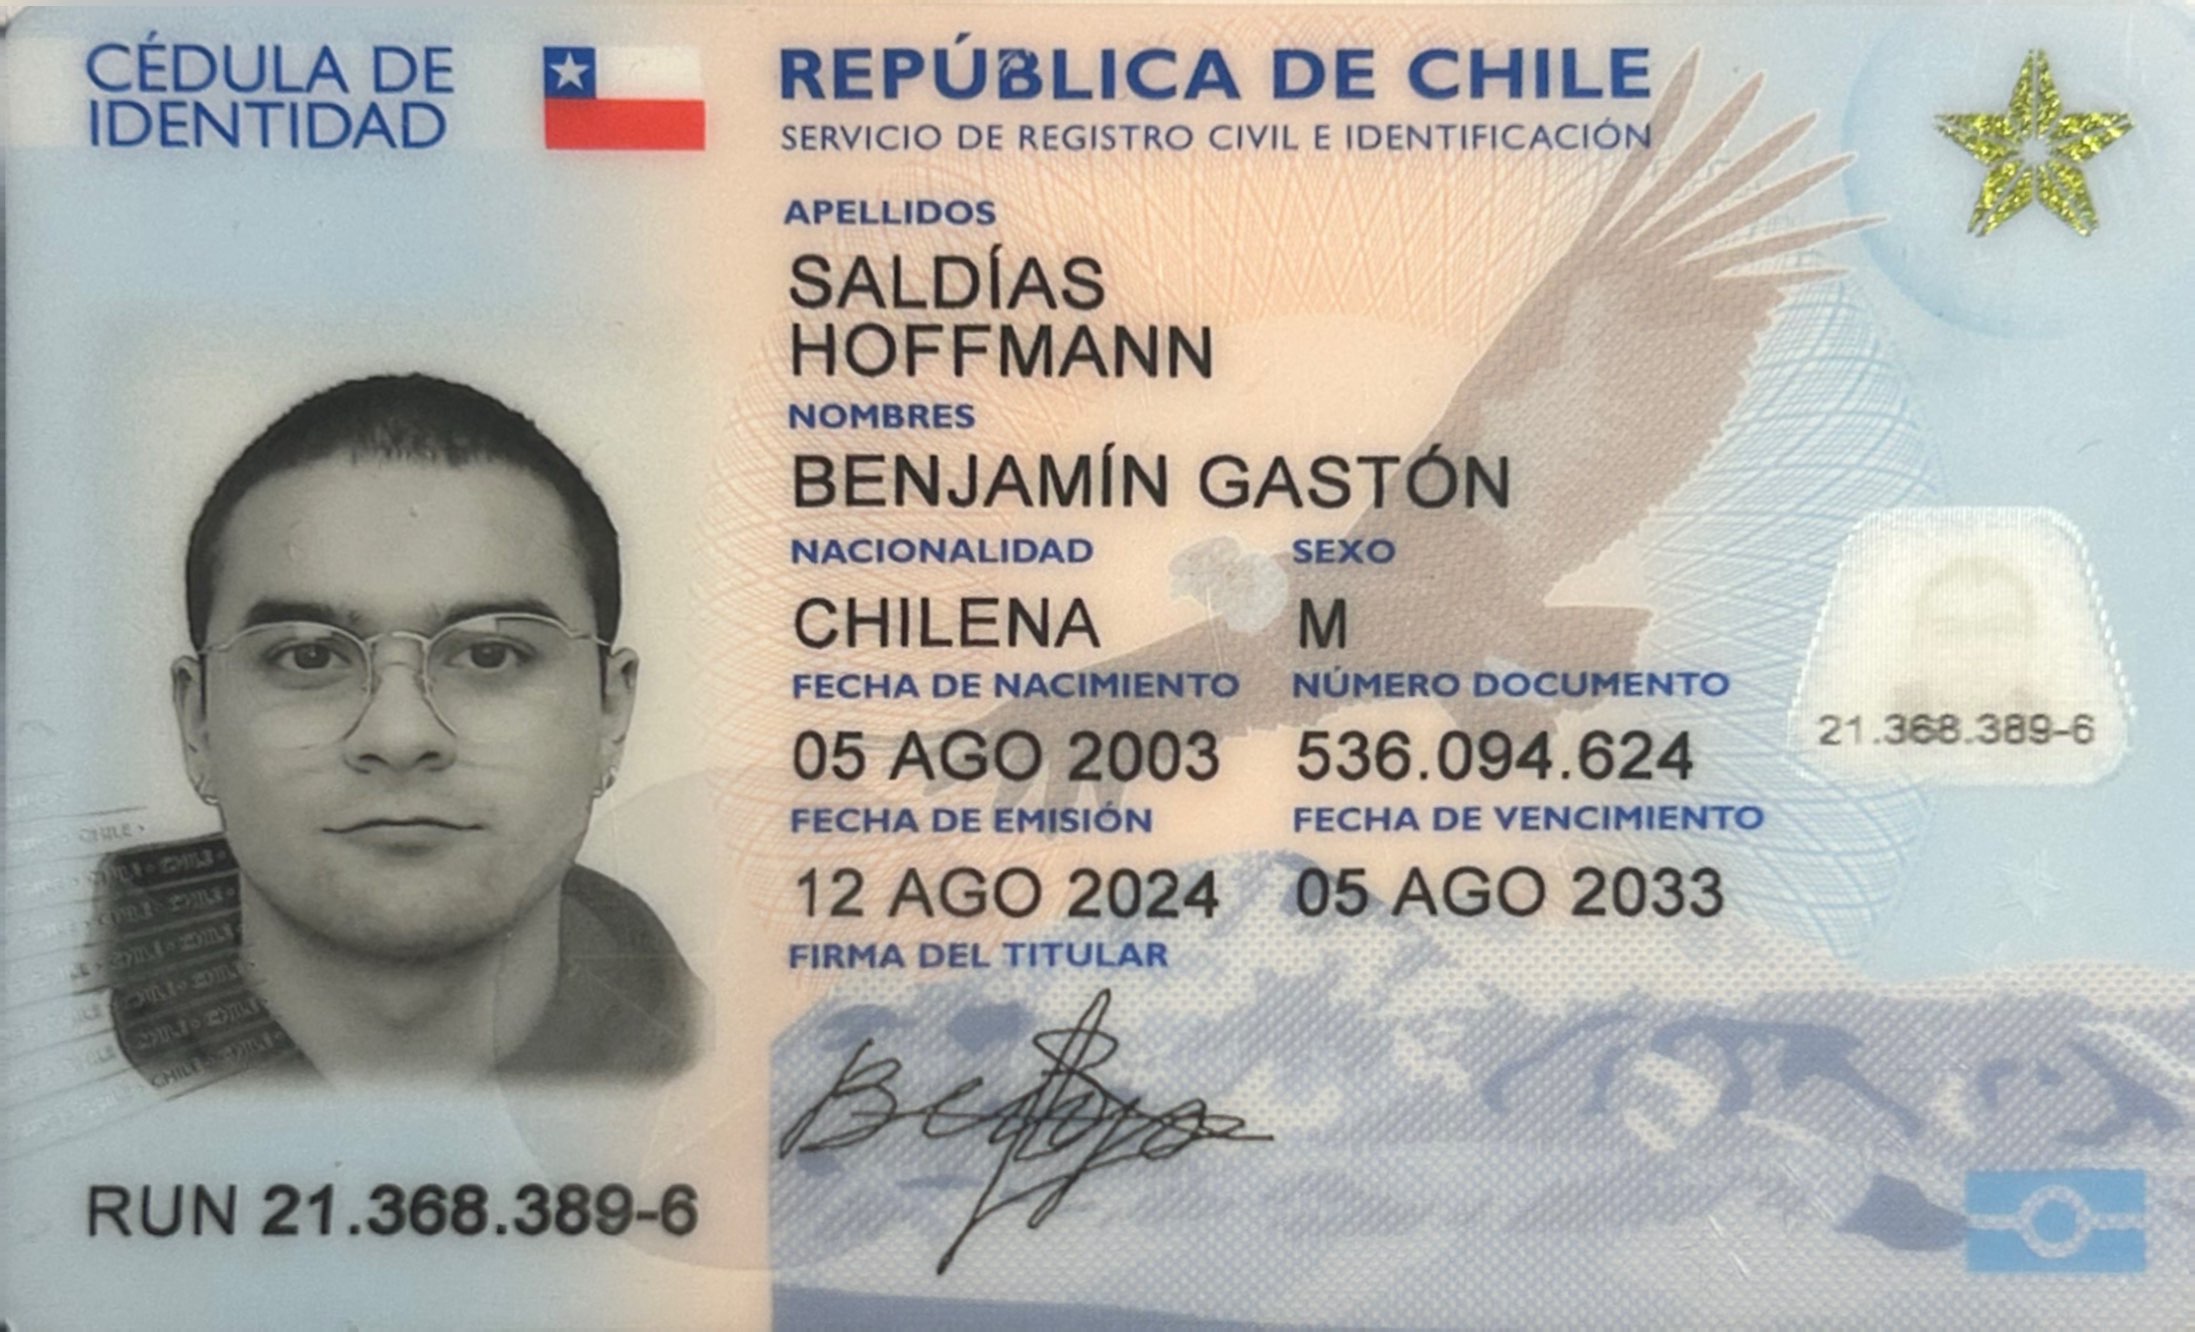 CÉDULA DE
IDENTIDAD
REPÚBLICA DE CHILE
SERVICIO DE REGISTRO CIVIL E IDENTIFICACIÓN
APELLIDOS
SALDÍAS
HOFFMANN
NOMBRES
BENJAMÍN GASTÓN
NACIONALIDAD SEXO
CHILENA M
FECHA DE NACIMIENTO NÚMERO DOCUMENTO
05 AGO 2003 536.094.624
21.368.389-6
FECHA DE EMISIÓN FECHA DE VENCIMIENTO
12 AGO 2024 05 AGO 2033
FIRMA DEL TITULAR
RUN 21.368.389-6